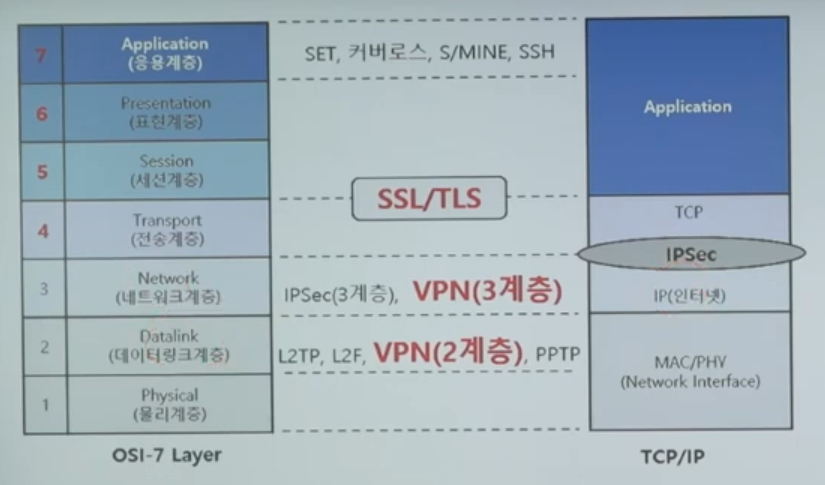 7
Application
(응용계층)
6
Presentation
(표현계층)
5
Session
(세션계층)
4
Transport
(전송계층)
3
Network
(네트워크계층)
2
Datalink
(데이터링크계층)
1
Physical
(물리계층)
OSI-7 Layer
SET, 커버로스, S/MINE, SSH
SSL/TLS
IPSec(3계층), VPN(3계층)
L2TP, L2F, VPN(2계층), PPTP
Application
TCP
IPSec
IP(인터넷)
MAC/PHY
(Network Interface)
TCP/IP